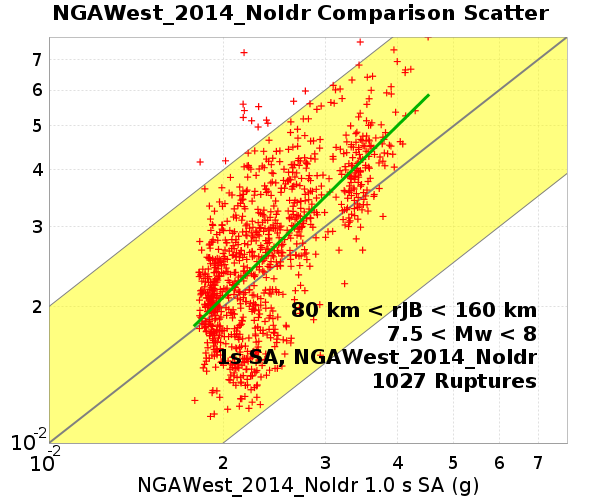 NGAWest_2014_NoIdr Comparison Scatter
7
6
5
4
3
2
10-2
10-2
2
3
4
5
6
7
80 km < rJB < 160 km
7.5 < Mw < 8
1s SA, NGAWest_2014_NoIdr
1027 Ruptures
NGAWest_2014_NoIdr 1.0 s SA (g)